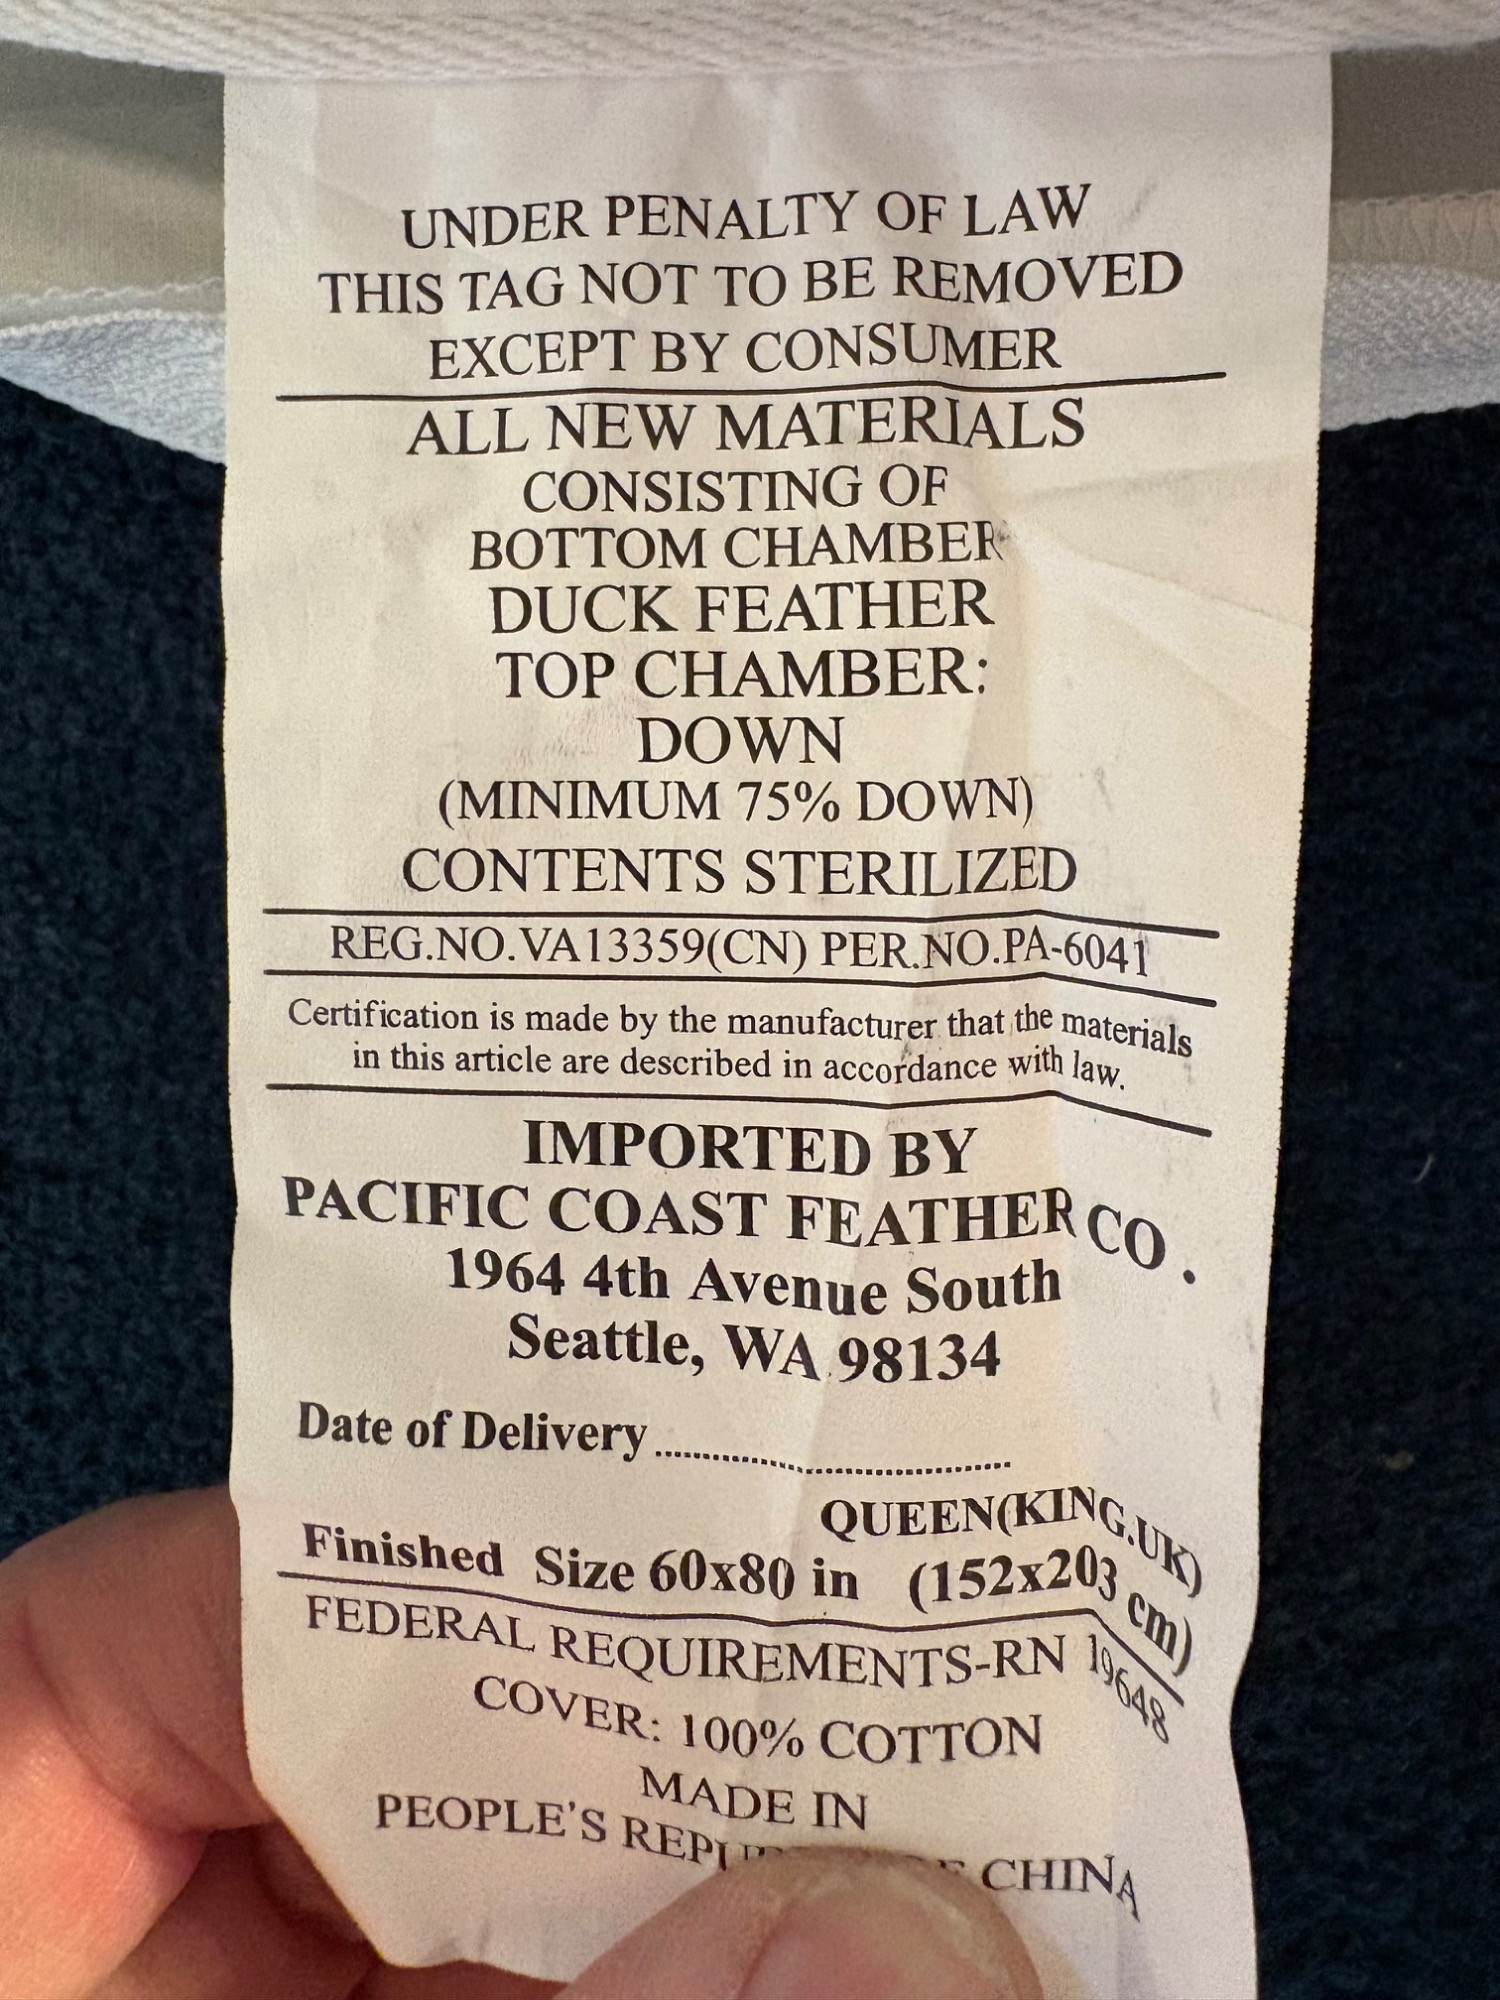 UNDER PENALTY OF LAW
THIS TAG NOT TO BE REMOVED
EXCEPT BY CONSUMER
ALL NEW MATERIALS
CONSISTING OF
BOTTOM CHAMBER
DUCK FEATHER
TOP CHAMBER:
DOWN
(MINIMUM 75% DOWN)
CONTENTS STERILIZED
REG.NO.VA13359(CN) PER.NO.PA-6041
Certification is made by the manufacturer that the materials
in this article are described in accordance with law.
IMPORTED BY
PACIFIC COAST FEATHER CO.
1964 4th Avenue South
Seattle, WA 98134
Date of Delivery
QUEEN(KING.UK)
Finished Size 60x80 in (152x203 cm)
FEDERAL REQUIREMENTS-RN 19648
COVER: 100% COTTON
MADE IN
PEOPLE'S CHINA